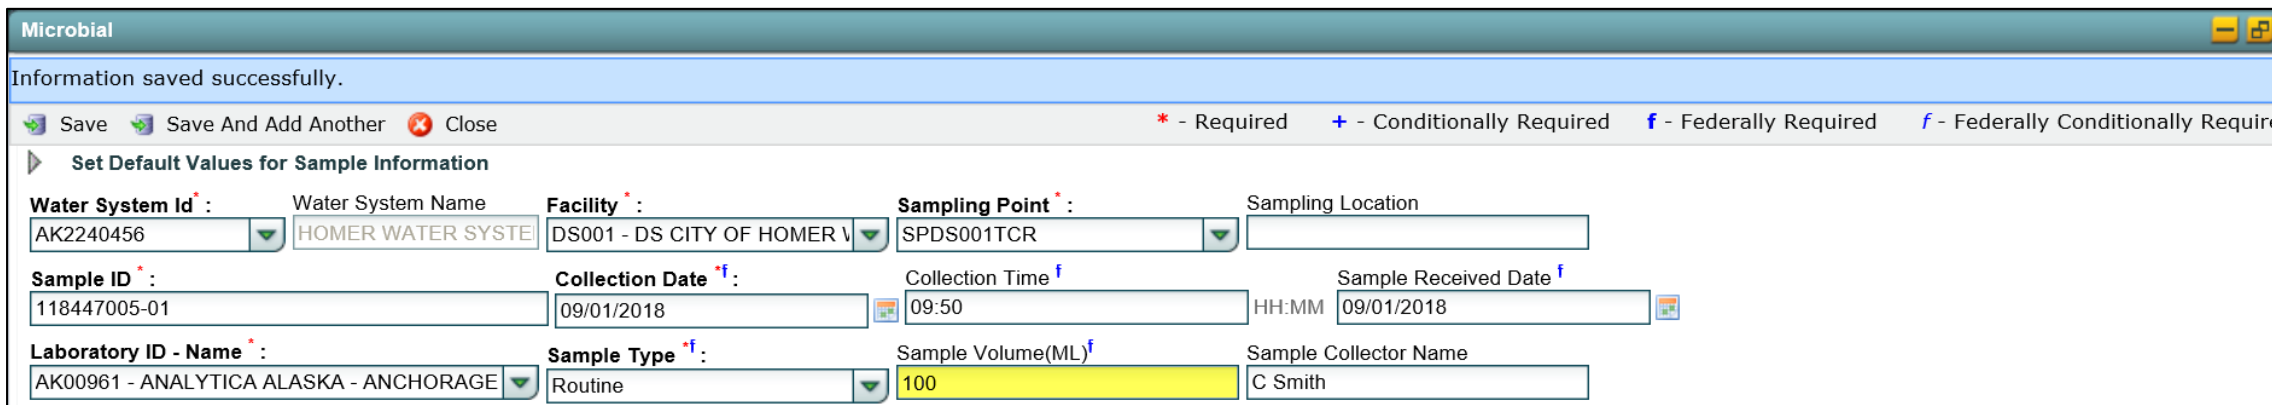 Microbial
Information saved successfully.
Save Save And Add Another Close * - Required + - Conditionally Required f - Federally Required f - Federally Conditionally Require
Set Default Values for Sample Information
Water System Id* : Water System Name Facility * : Sampling Point * : Sampling Location
AK2240456 HOMER WATER SYSTE DS001 - DS CITY OF HOMER SPDS001TCR
Sample ID * : Collection Date *f : Collection Time f Sample Received Date f
118447005-01 09/01/2018 09:50 HH:MM 09/01/2018
Laboratory ID - Name * : Sample Type *f : Sample Volume(ML)f Sample Collector Name
AK00961 - ANALYTICA ALASKA - ANCHORAGE Routine 100 C Smith